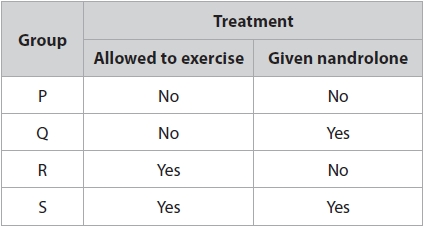 Group Treatment
Allowed to exercise Given nandrolone
P No No
Q No Yes
R Yes No
S Yes Yes